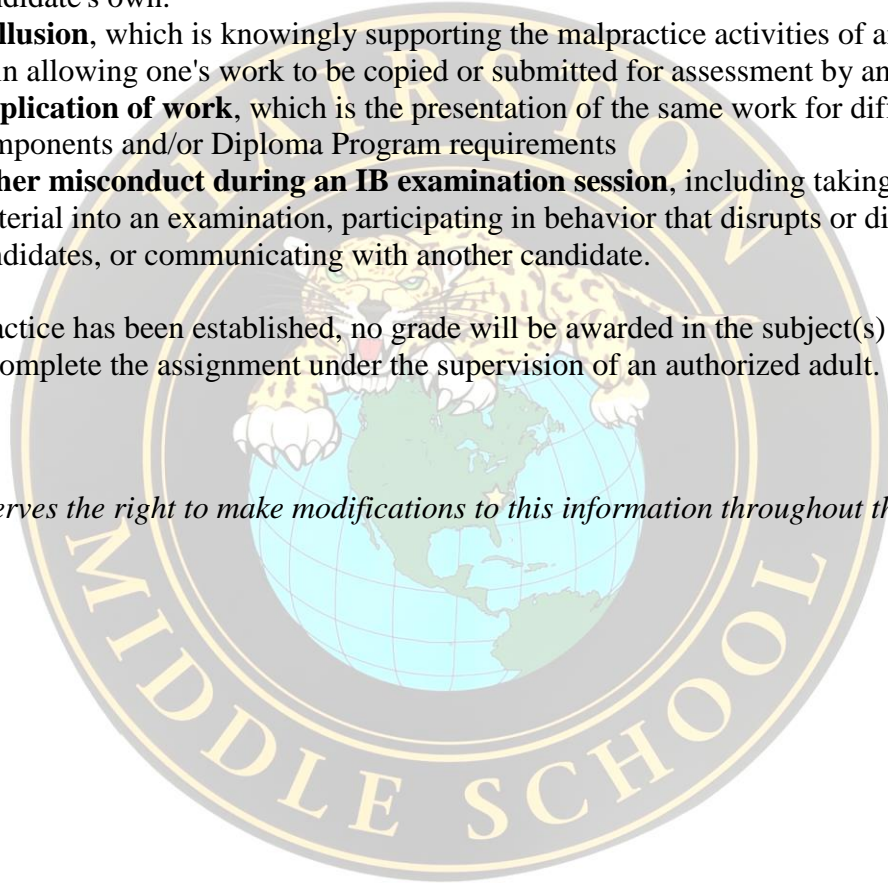 ndidate's own.
llusion, which is knowingly supporting the malpractice activities of a
in allowing one's work to be copied or submitted for assessment by an
plication of work, which is the presentation of the same work for diff
mponents and/or Diploma Program requirements
her misconduct during an IB examination session, including taking
terial into an examination, participating in behavior that disrupts or di
ndidates, or communicating with another candidate.
actice has been established, no grade will be awarded in the subject(s)
omplete the assignment under the supervision of an authorized adult.
erves the right to make modifications to this information throughout th
HAIRSTON
MIDDLE SCHOOL